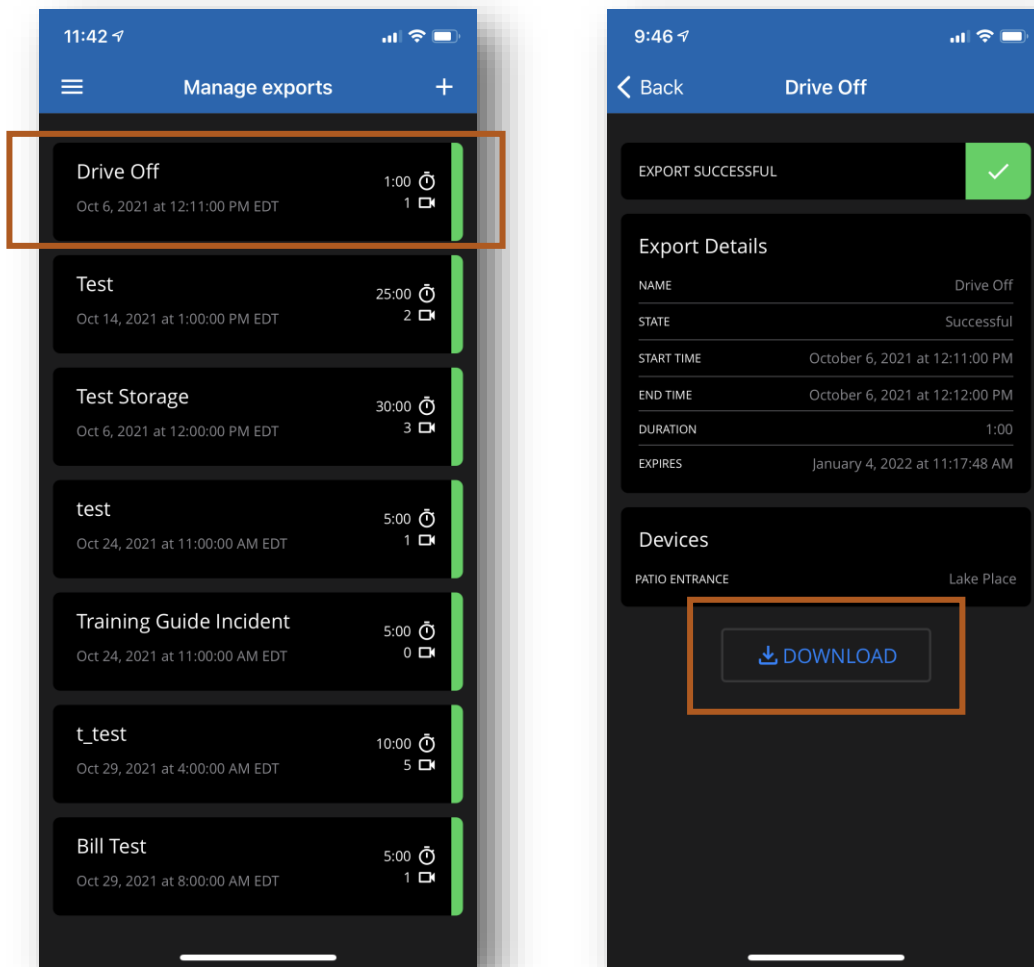 11:42
Manage exports
Drive Off
1:00
Oct 6, 2021 at 12:11:00 PM EDT
1
Test
25:00
Oct 14, 2021 at 1:00:00 PM EDT
2
Test Storage
30:00
Oct 6, 2021 at 12:00:00 PM EDT
3
test
5:00
Oct 24, 2021 at 11:00:00 AM EDT
1
Training Guide Incident
5:00
Oct 24, 2021 at 11:00:00 AM EDT
0
t_test
10:00
Oct 29, 2021 at 4:00:00 AM EDT
5
Bill Test
5:00
Oct 29, 2021 at 8:00:00 AM EDT
1
9:46
Back
Drive Off
EXPORT SUCCESSFUL
Export Details
NAME Drive Off
STATE Successful
START TIME October 6, 2021 at 12:11:00 PM
END TIME October 6, 2021 at 12:12:00 PM
DURATION 1:00
EXPIRES January 4, 2022 at 11:17:48 AM
Devices
PATIO ENTRANCE Lake Place
DOWNLOAD